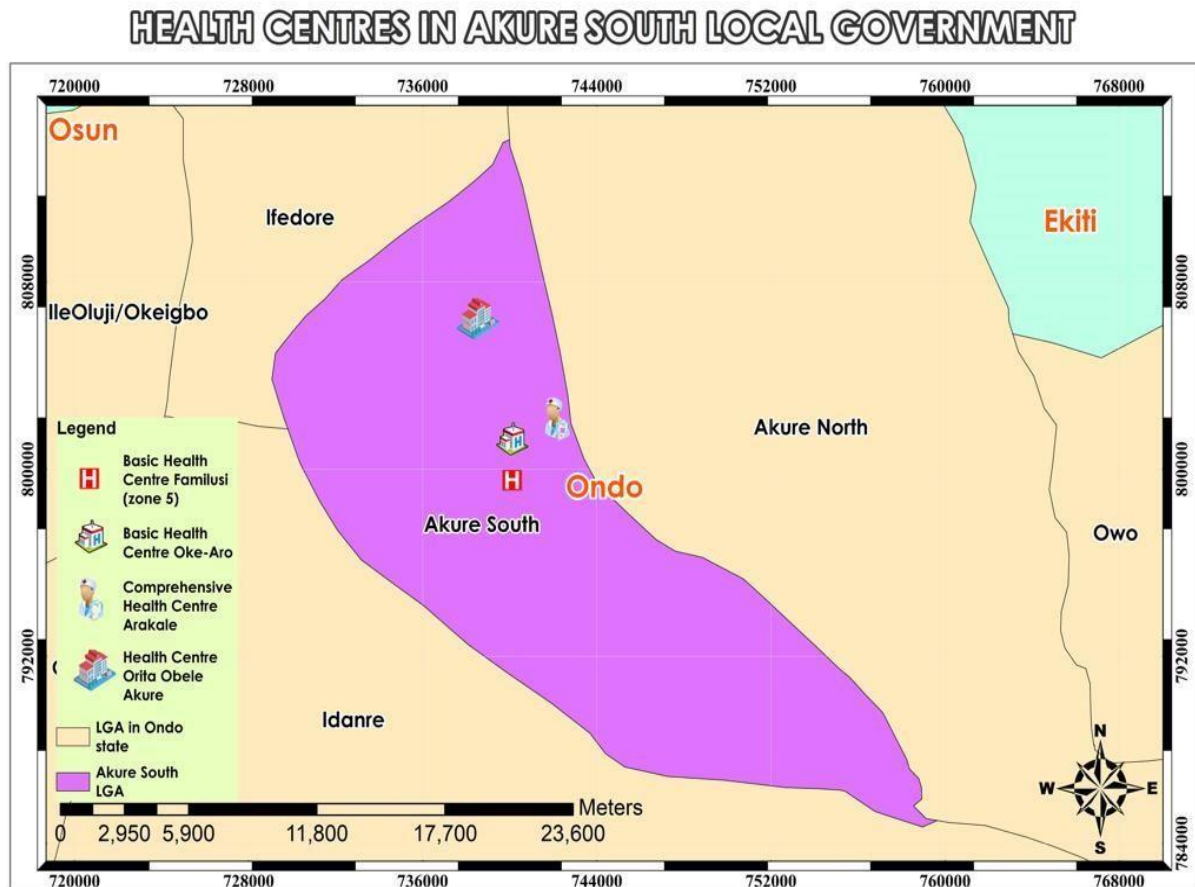 HEALTH CENTRES IN AKURE SOUTH LOCAL GOVERNMENT
720000 728000 736000 744000 752000 760000 768000
Osun
Ifedore
Ekiti
808000
808000
IleOluji/Okeigbo
Akure North
800000
800000
Ondo
Akure South
Owo
Legend
H
Basic Health
Centre Familusi
(zone 5)
Basic Health
Centre Oke-Aro
Comprehensive
Health Centre
Arakale
Health Centre
Orita Obele
Akure
LGA in Ondo
state
Akure South
LGA
792000
792000
Idanre
H
H
N
W E
S
Meters
0 2,950 5,900 11,800 17,700 23,600
784000
720000 728000 736000 744000 752000 760000 768000